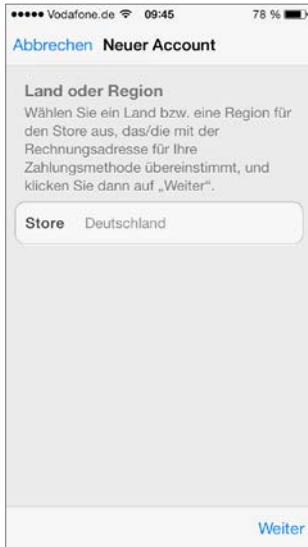 Vodafone.de 09:45 78 %
Abbrechen Neuer Account
Land oder Region
Wählen Sie ein Land bzw. eine Region für
den Store aus, das/die mit der
Rechnungsadresse für Ihre
Zahlungsmethode übereinstimmt, und
klicken Sie dann auf „Weiter“.
Store Deutschland
Weiter